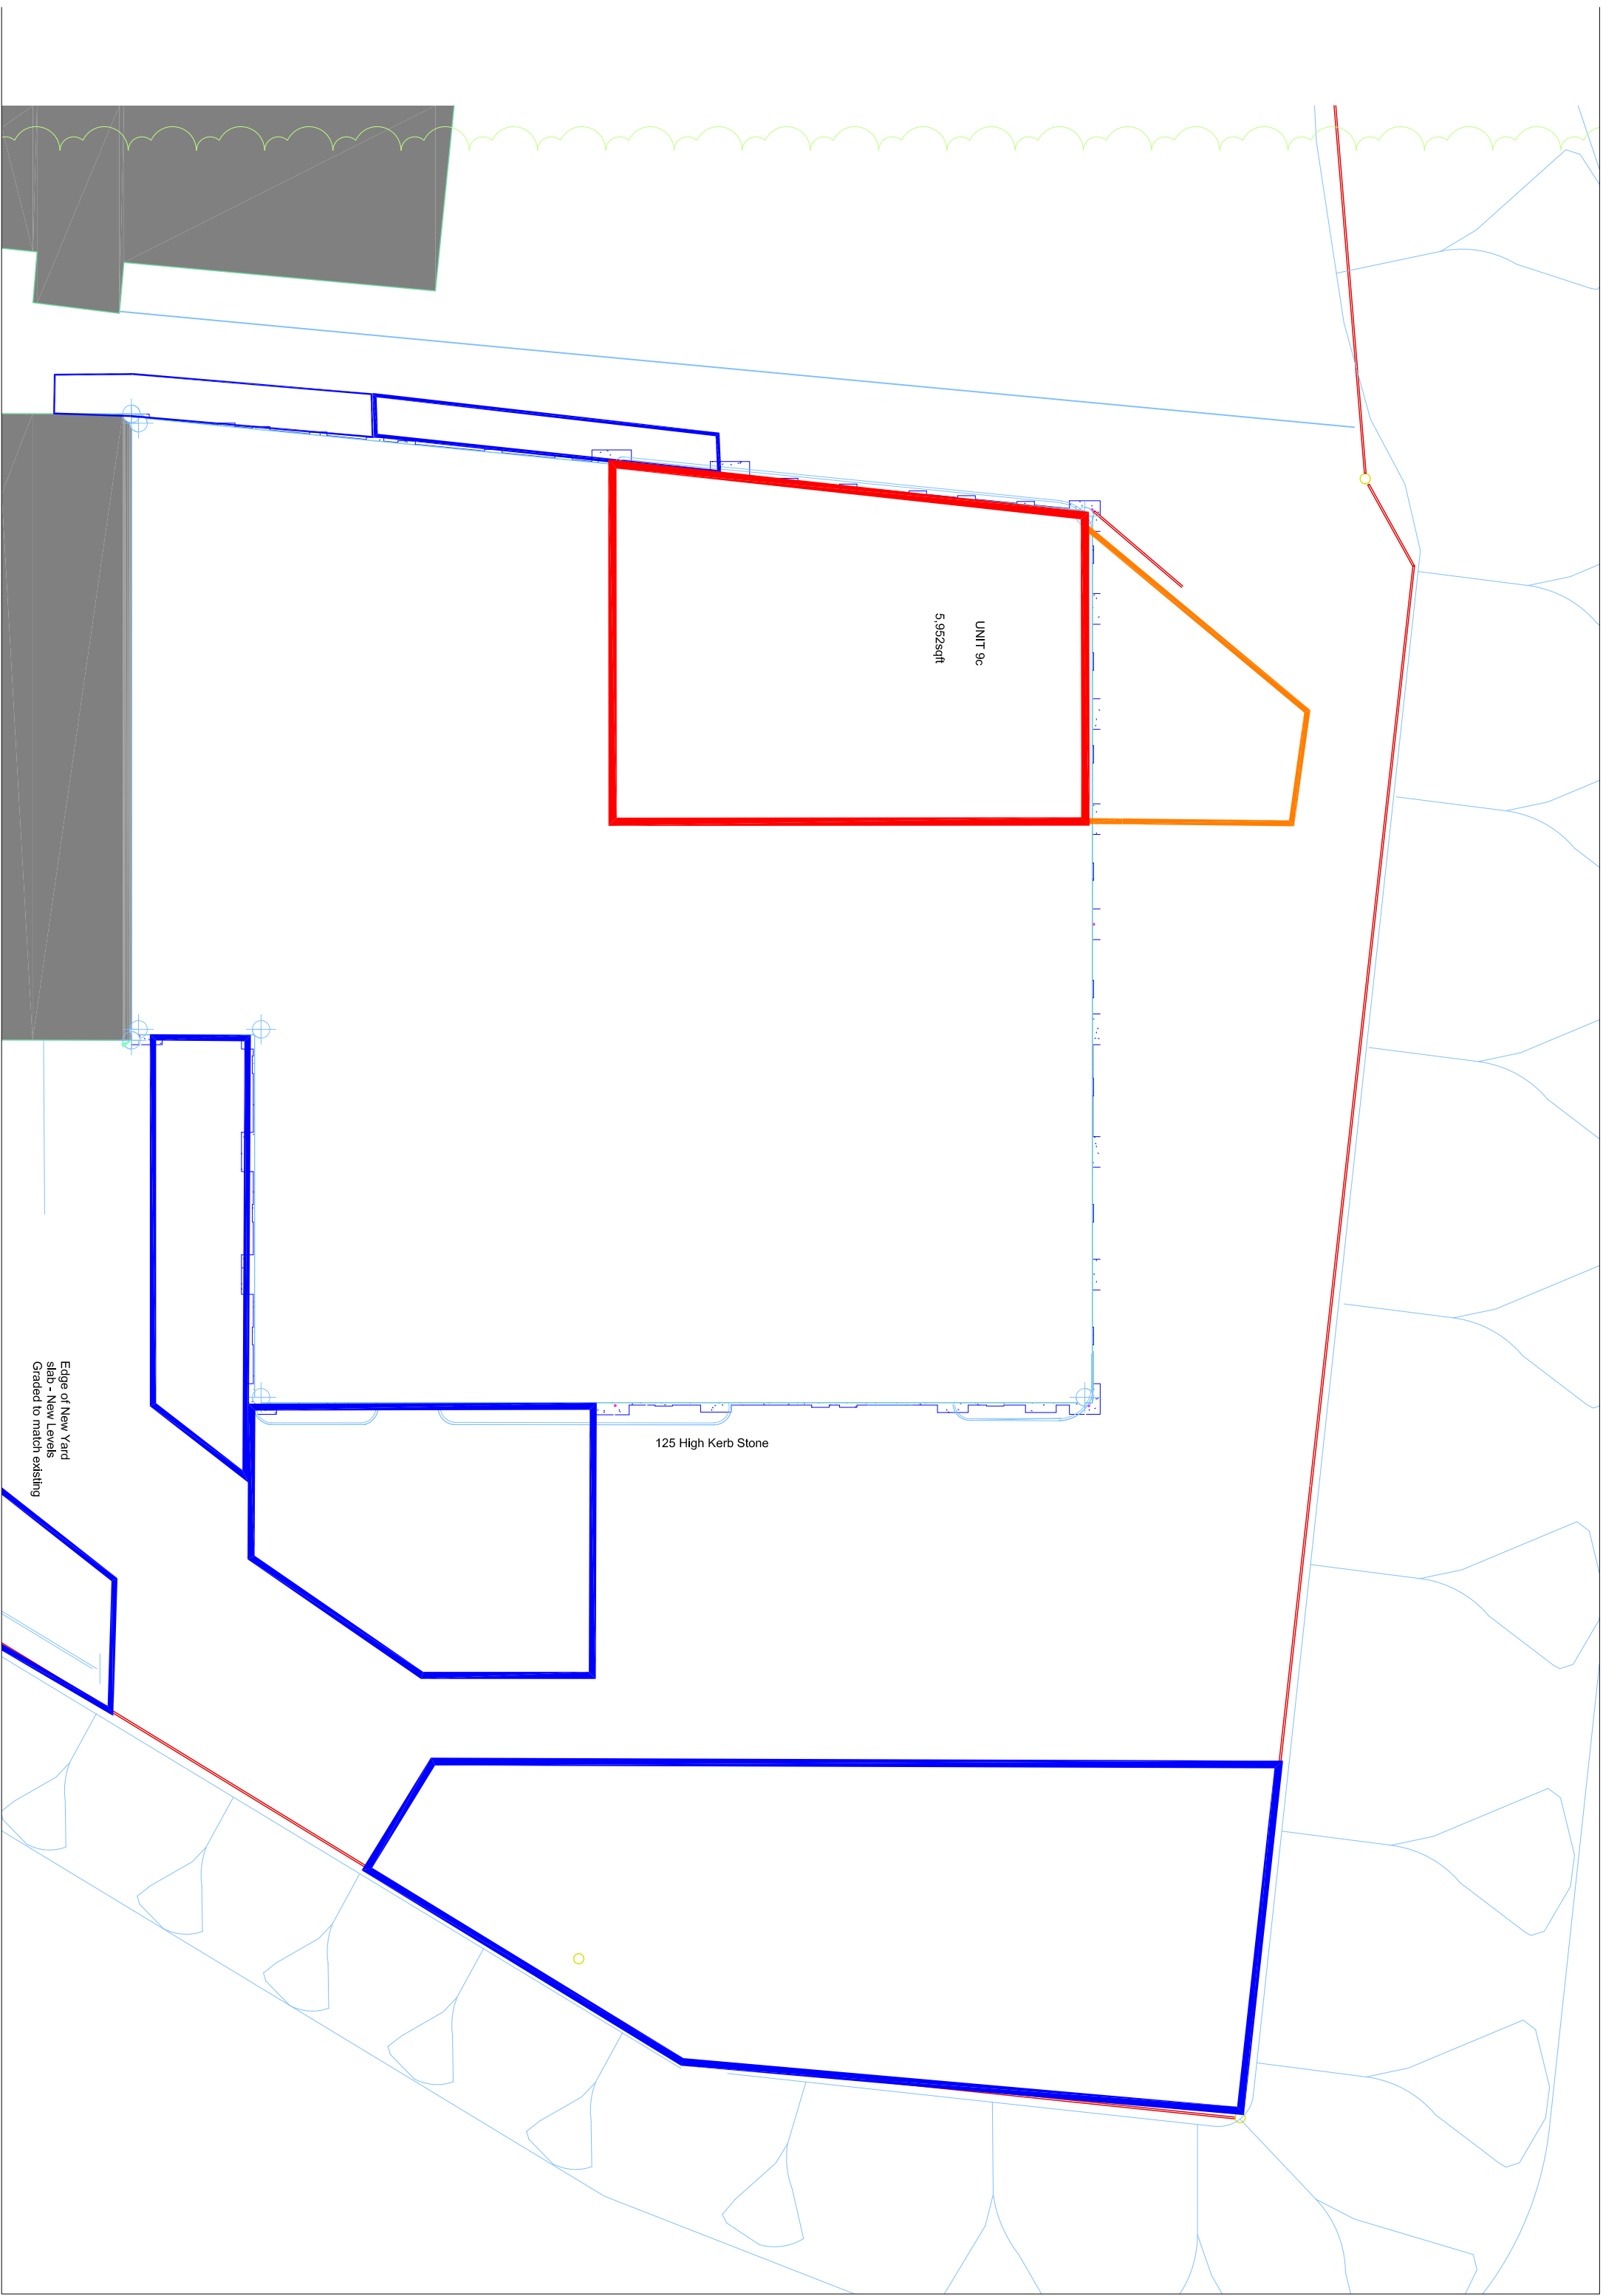 UNIT 9c
5,952sqft
125 High Kerb Stone
Edge of New Yard
slab - New Levels
Graded to match existing